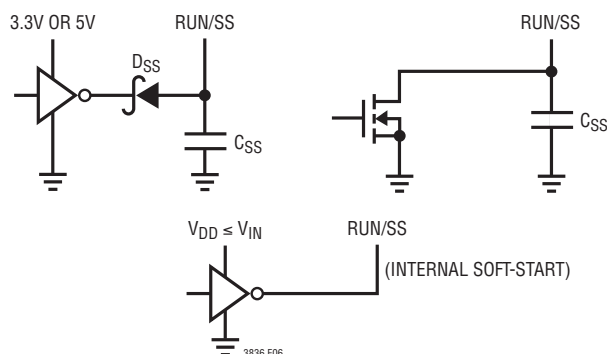 3.3V OR 5V
RUN/SS
RUN/SS
DSS
CSS
CSS
VDD ≤ VIN
RUN/SS
(INTERNAL SOFT-START)
3836 F06